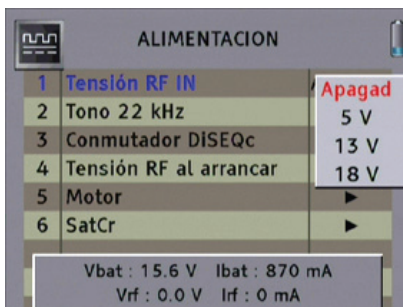 ALIMENTACION
1 Tensión RF IN
Apagad
2 Tono 22 kHz
5 V
3 Conmutador DiSEQc
13 V
4 Tensión RF al arrancar
18 V
5 Motor
6 SatCr
Vbat : 15.6 V Ibat : 870 mA
Vrf : 0.0 V Irf : 0 mA